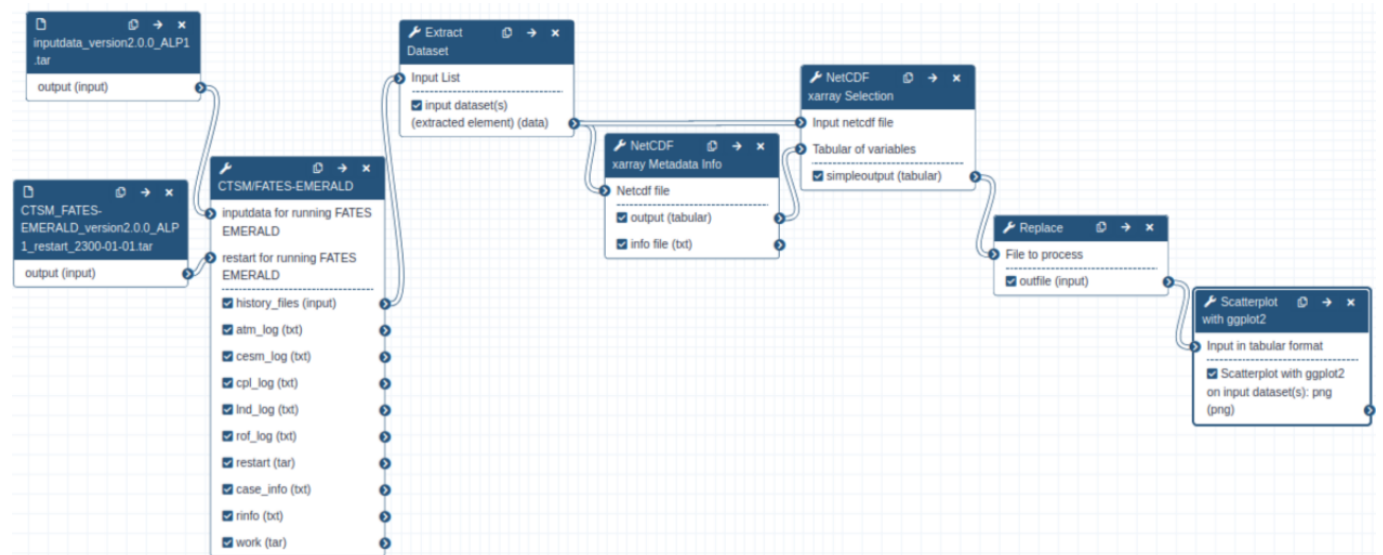 inputdata_version2.0.0_ALP1
.tar
output (input)
CTSM_FATES-
EMERALD_version2.0.0_ALP
1_restart_2300-01-01.tar
output (input)
CTSM/FATES-EMERALD
inputdata for running FATES
EMERALD
restart for running FATES
EMERALD
history_files (input)
atm_log (txt)
cesm_log (txt)
cpl_log (txt)
lnd_log (txt)
rof_log (txt)
restart (tar)
case_info (txt)
rinfo (txt)
work (tar)
Extract
Dataset
Input List
input dataset(s)
(extracted element) (data)
NetCDF
xarray Metadata Info
Netcdf file
output (tabular)
info file (txt)
NetCDF
xarray Selection
Input netcdf file
Tabular of variables
simpleoutput (tabular)
Replace
File to process
outfile (input)
Scatterplot
with ggplot2
Input in tabular format
Scatterplot with ggplot2
on input dataset(s): png
(png)